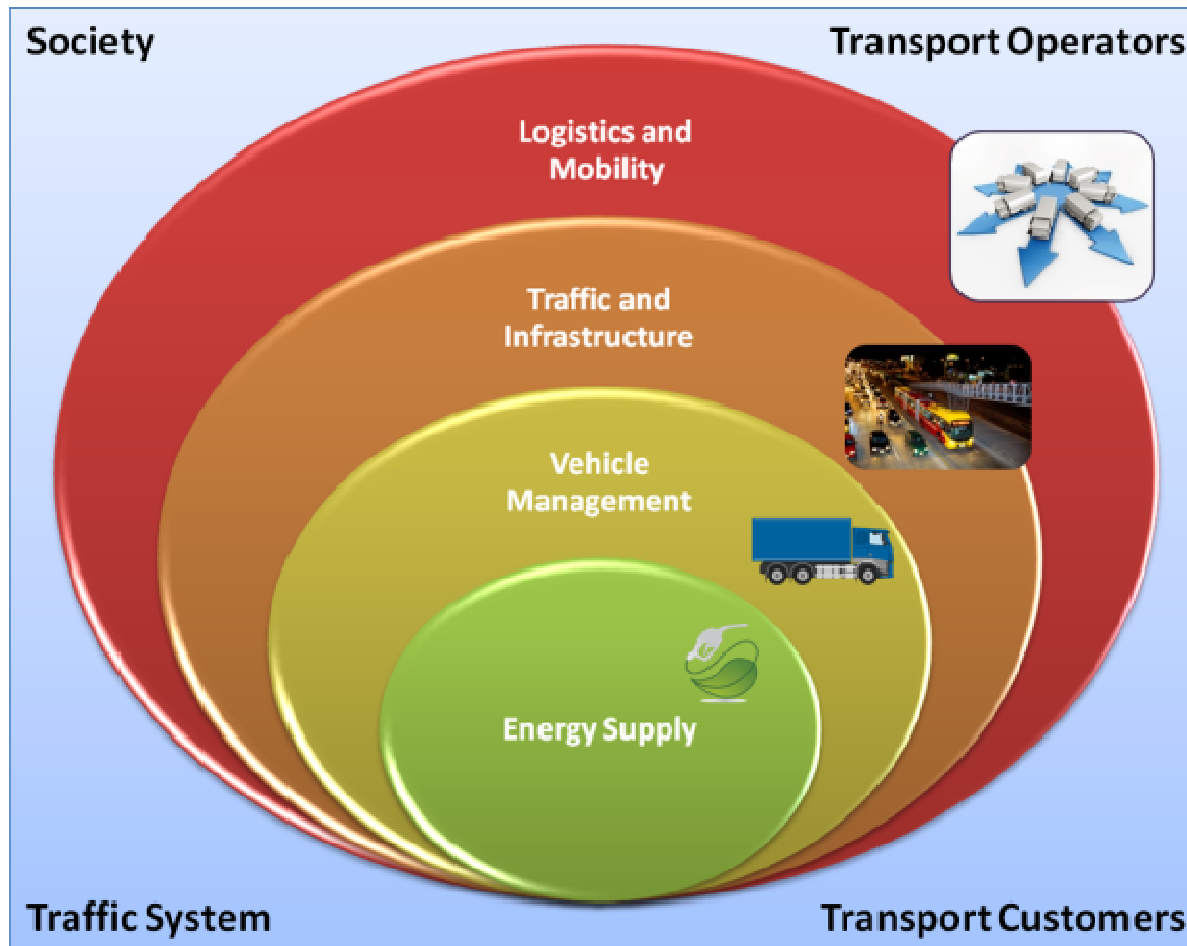 Society
Transport Operators
Logistics and
Mobility
Traffic and
Infrastructure
Vehicle
Management
Energy Supply
Traffic System
Transport Customers